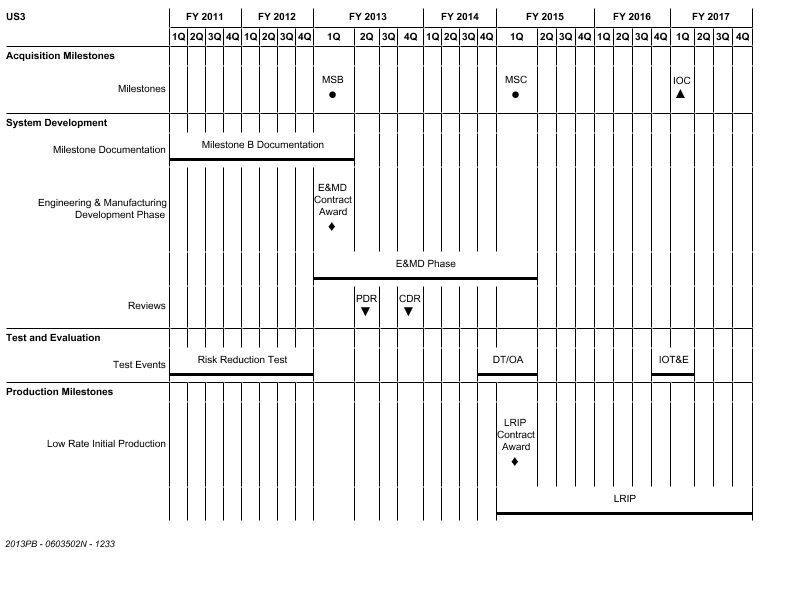 US3 FY 2011 FY 2012 FY 2013 FY 2014 FY 2015 FY 2016 FY 2017
1Q 2Q 3Q 4Q 1Q 2Q 3Q 4Q 1Q 2Q 3Q 4Q 1Q 2Q 3Q 4Q 1Q 2Q 3Q 4Q 1Q 2Q 3Q 4Q 1Q 2Q 3Q 4Q
Acquisition Milestones
MSB MSC IOC
Milestones
System Development
Milestone B Documentation
Milestone Documentation
E&MD
Contract
Award
Engineering & Manufacturing
Development Phase
E&MD Phase
PDR CDR
Reviews
Test and Evaluation
Risk Reduction Test DT/OA IOT&E
Test Events
Production Milestones
LRIP
Contract
Award
Low Rate Initial Production
LRIP
2013PB - 0603502N - 1233